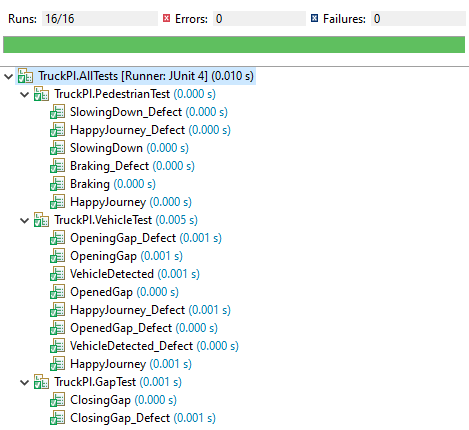 Runs: 16/16 Errors: 0 Failures: 0
TruckPI.AllTests [Runner: JUnit 4] (0.010 s)
TruckPI.PedestrianTest (0.000 s)
SlowingDown_Defect (0.000 s)
HappyJourney_Defect (0.000 s)
SlowingDown (0.000 s)
Braking_Defect (0.000 s)
Braking (0.000 s)
HappyJourney (0.000 s)
TruckPI.VehicleTest (0.005 s)
OpeningGap_Defect (0.001 s)
OpeningGap (0.001 s)
VehicleDetected (0.001 s)
OpenedGap (0.000 s)
HappyJourney_Defect (0.001 s)
OpenedGap_Defect (0.000 s)
VehicleDetected_Defect (0.000 s)
HappyJourney (0.001 s)
TruckPI.GapTest (0.001 s)
ClosingGap (0.000 s)
ClosingGap_Defect (0.001 s)